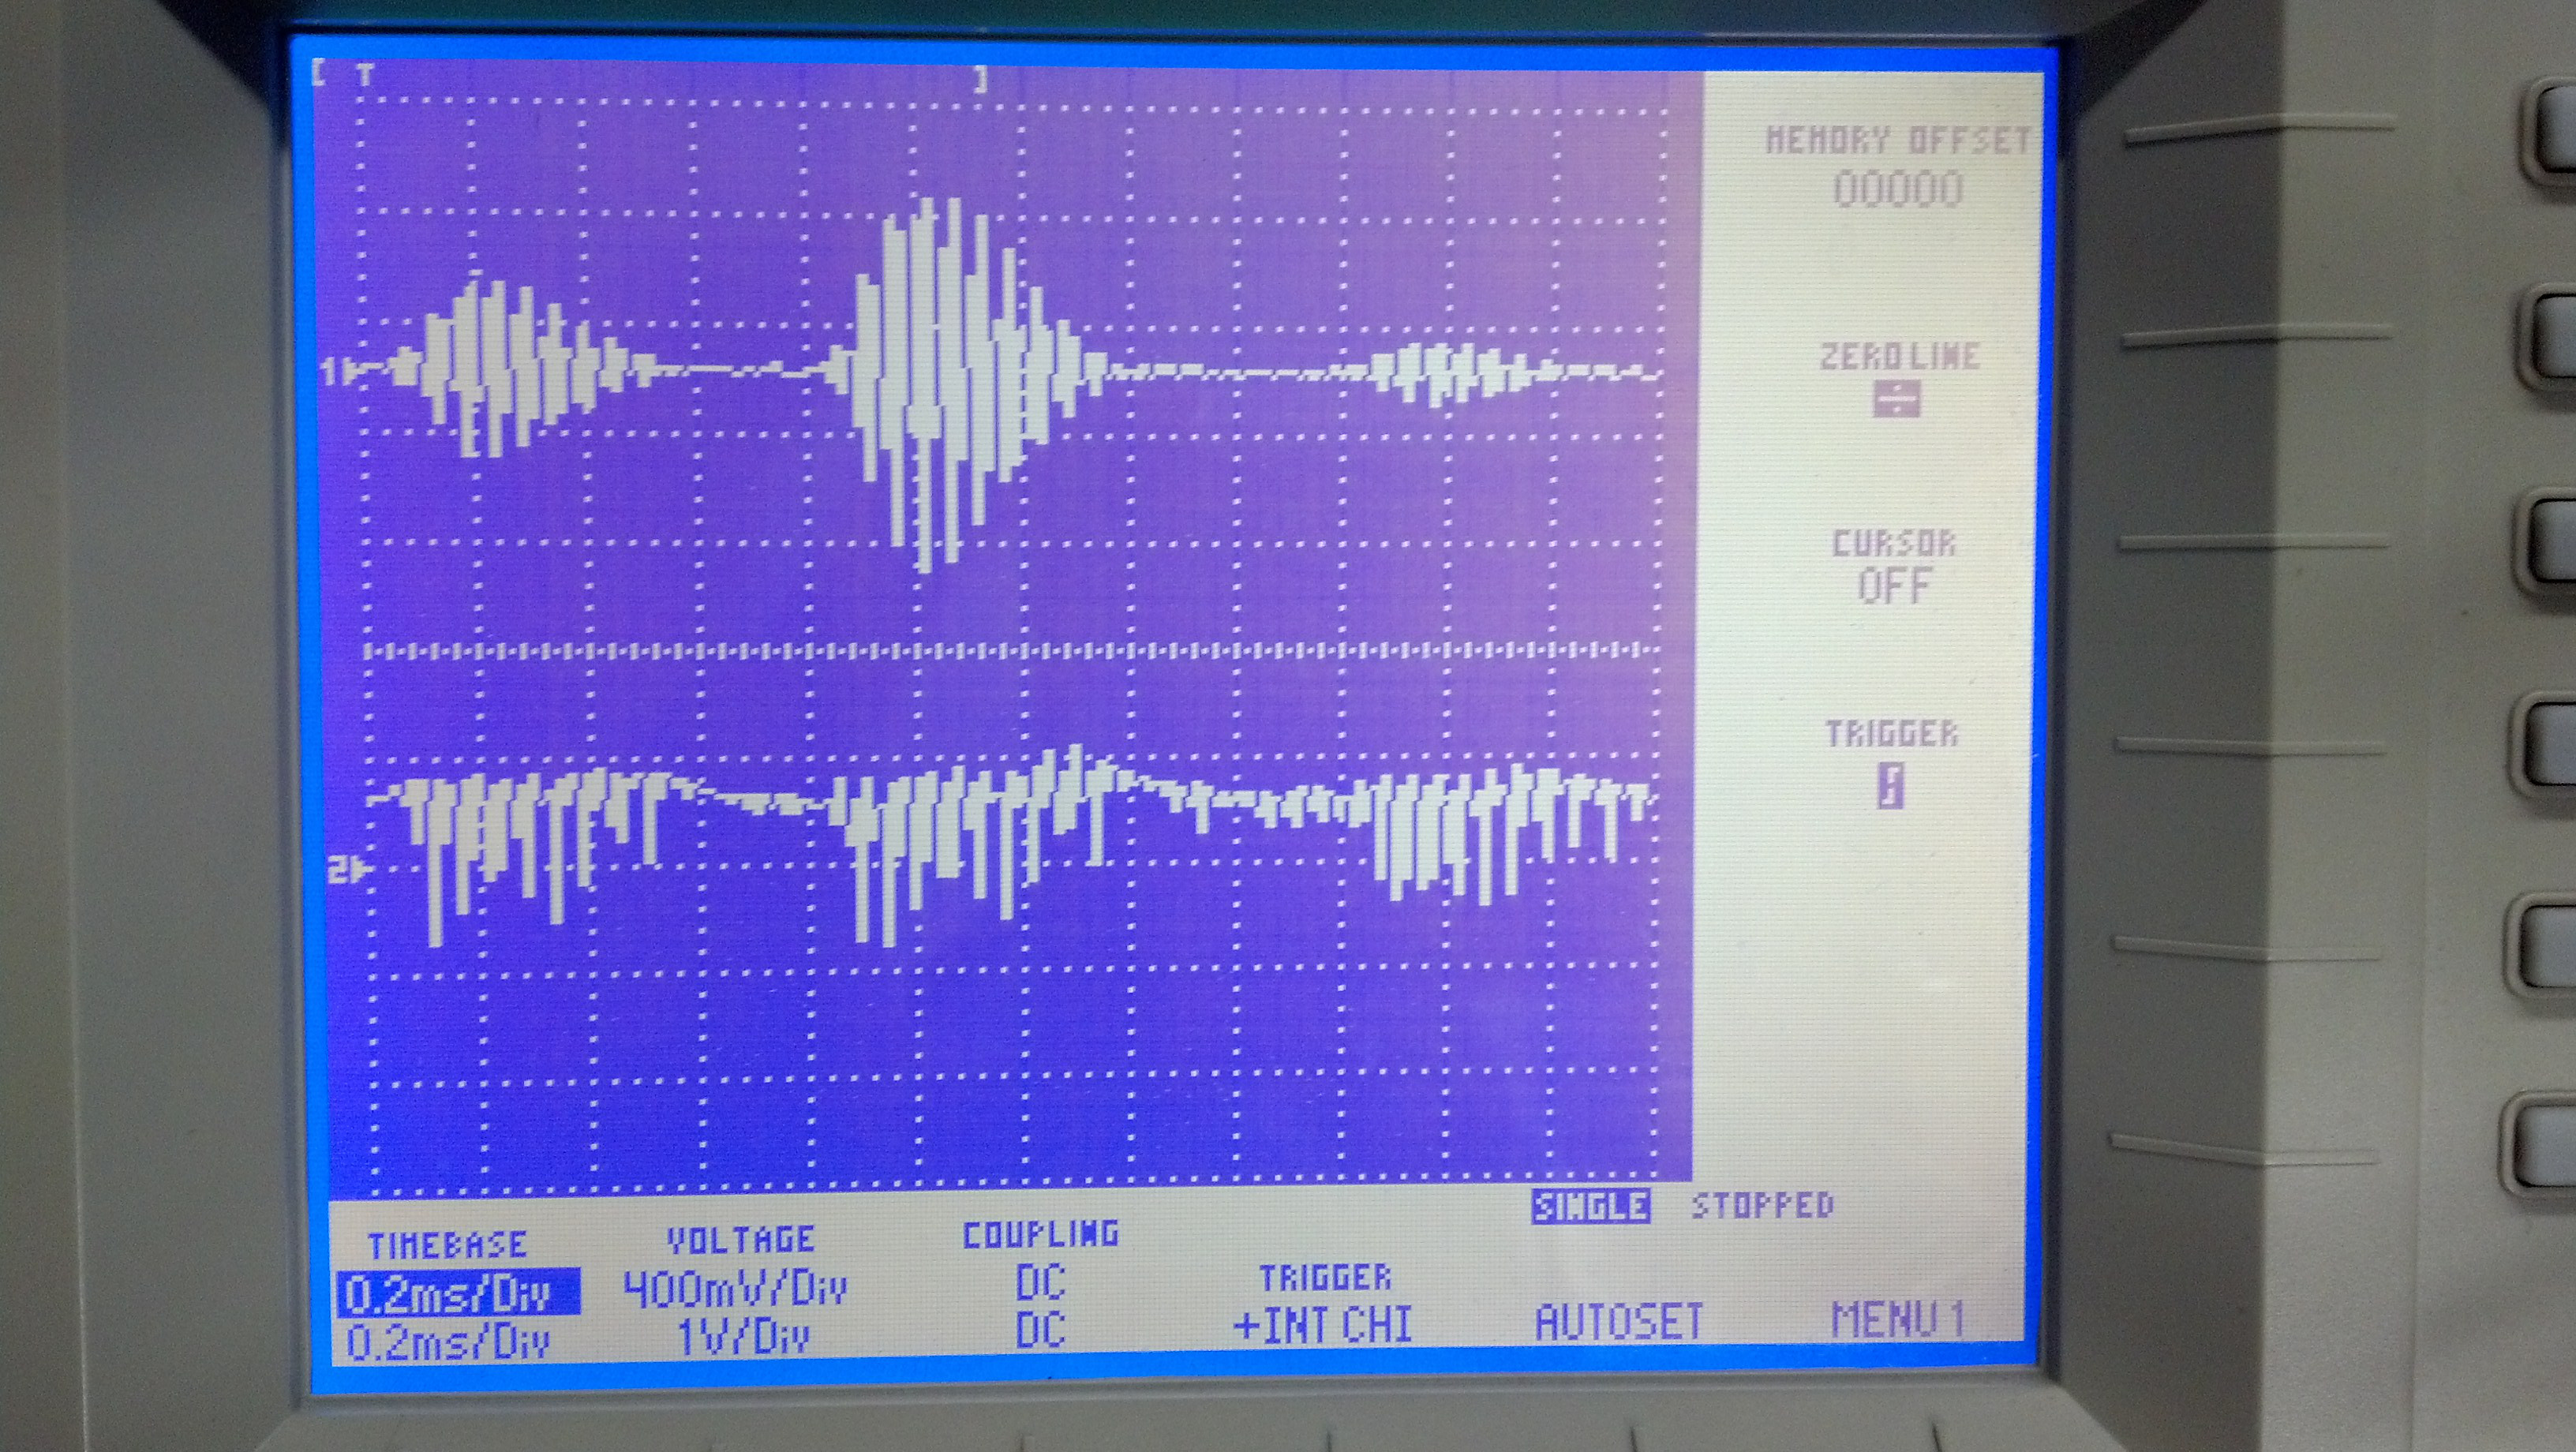 [ T ]
MEMORY OFFSET
00000
ZERO LINE
CURSOR
OFF
TRIGGER
1
2
SINGLE STOPPED
TIMEBASE VOLTAGE COUPLING
0.2ms/Div 400mV/Div DC TRIGGER
0.2ms/Div 1V/Div DC +INT CH1 AUTOSET MENU 1